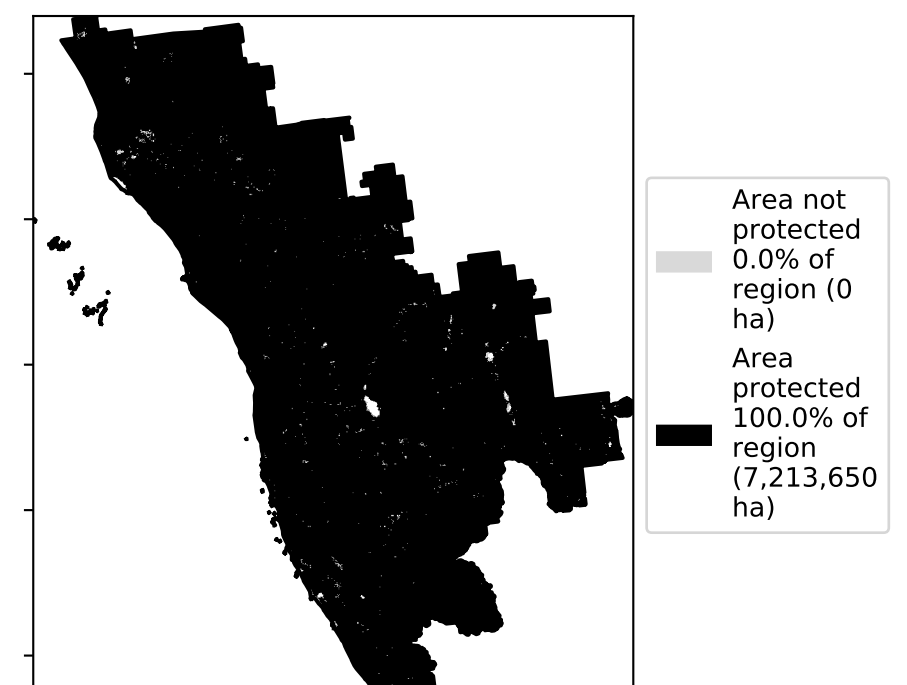 Area not
protected
0.0% of
region (0
ha)
Area
protected
100.0% of
region
(7,213,650
ha)